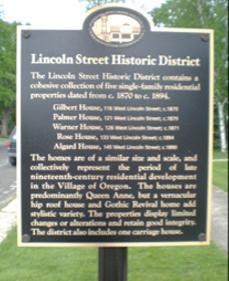 Lincoln Street Historic District
The Lincoln Street Historic District contains a
cohesive collection of five single-family residential
properties dated from c. 1870 to c. 1894.
Gilbert House, 116 West Lincoln Street; c.1870
Palmer House, 121 West Lincoln Street; c.1879
Warner House, 126 West Lincoln Street; c.1871
Rose House, 133 West Lincoln Street; c.1894
Algard House, 145 West Lincoln Street; c.1890
The homes are of a similar size and scale, and
collectively represent the period of late
nineteenth-century residential development
in the Village of Oregon. The houses are
predominantly Queen Anne, but a vernacular
hip roof house and Gothic Revival home add
stylistic variety. The properties display limited
changes or alterations and retain good integrity.
The district also includes one carriage house.